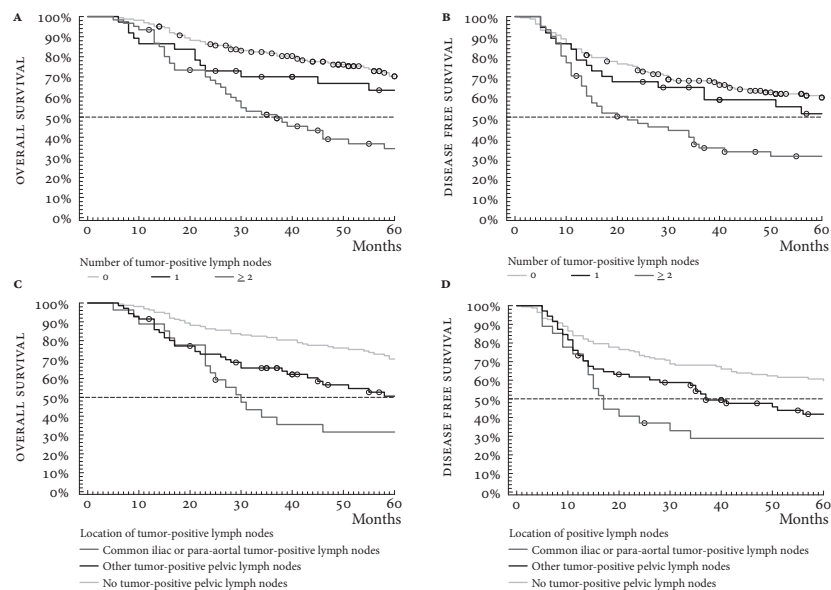 A
OVERALL SURVIVAL
100%
90%
80%
70%
60%
50%
40%
30%
20%
10%
0%
0 10 20 30 40 50 60
Months
Number of tumor-positive lymph nodes
0 1 ≥ 2
B
DISEASE FREE SURVIVAL
100%
90%
80%
70%
60%
50%
40%
30%
20%
10%
0%
0 10 20 30 40 50 60
Months
Number of tumor-positive lymph nodes
0 1 ≥ 2
C
OVERALL SURVIVAL
100%
90%
80%
70%
60%
50%
40%
30%
20%
10%
0%
0 10 20 30 40 50 60
Months
Location of tumor-positive lymph nodes
Common iliac or para-aortal tumor-positive lymph nodes
Other tumor-positive pelvic lymph nodes
No tumor-positive pelvic lymph nodes
D
DISEASE FREE SURVIVAL
100%
90%
80%
70%
60%
50%
40%
30%
20%
10%
0%
0 10 20 30 40 50 60
Months
Location of positive lymph nodes
Common iliac or para-aortal tumor-positive lymph nodes
Other tumor-positive pelvic lymph nodes
No tumor-positive pelvic lymph nodes